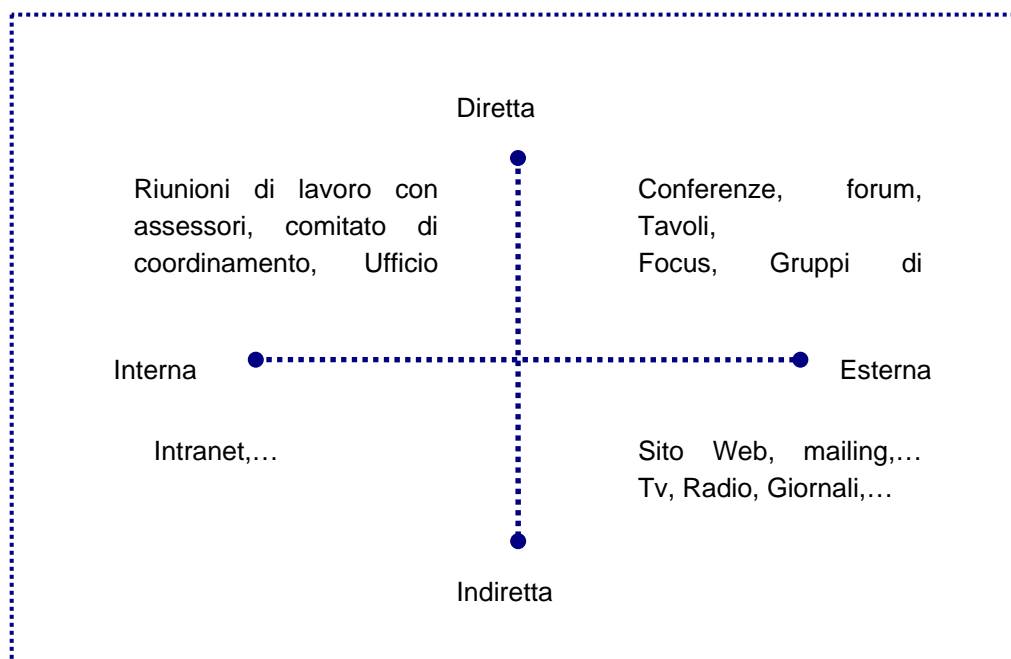 Diretta
Riunioni di lavoro con
assessori, comitato di
coordinamento, Ufficio
Conferenze, forum,
Tavoli,
Focus, Gruppi di
Interna
Esterna
Intranet,…
Sito Web, mailing,…
Tv, Radio, Giornali,…
Indiretta